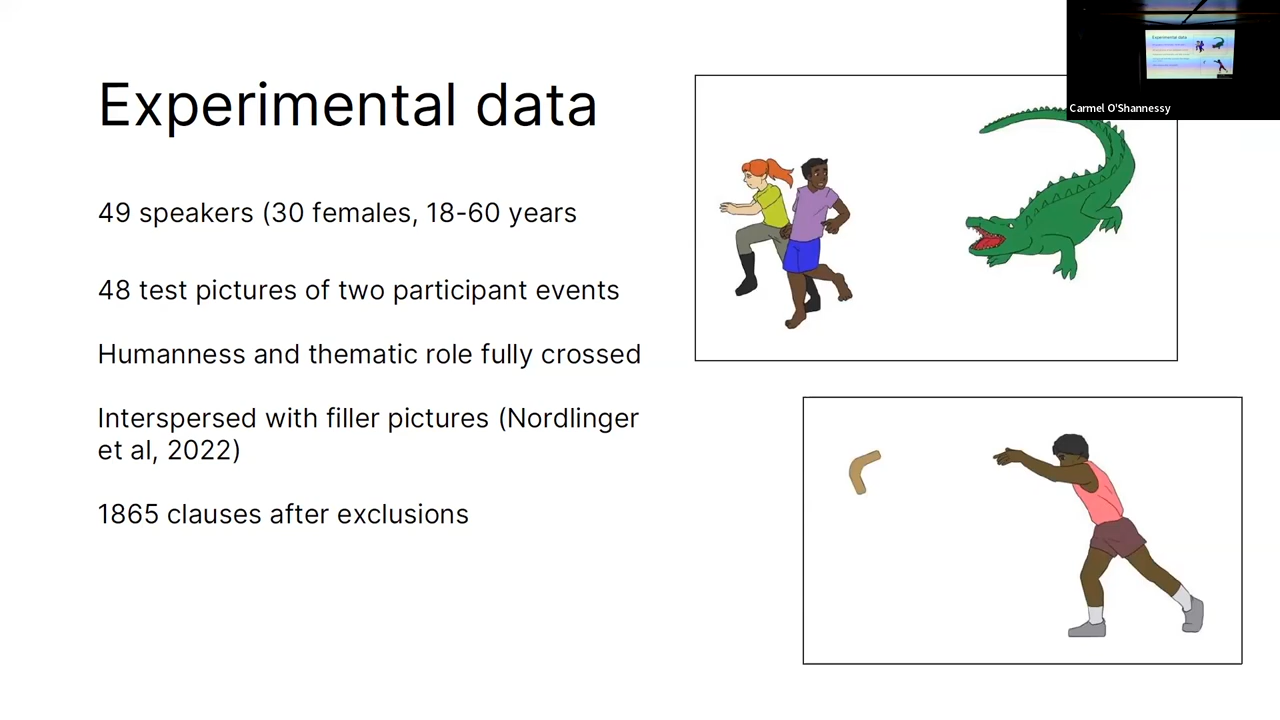 Experimental data
49 speakers (30 females, 18-60 years
48 test pictures of two participant events
Humanness and thematic role fully crossed
Interspersed with filler pictures (Nordlinger
et al, 2022)
1865 clauses after exclusions
Carmel O'Shannessy